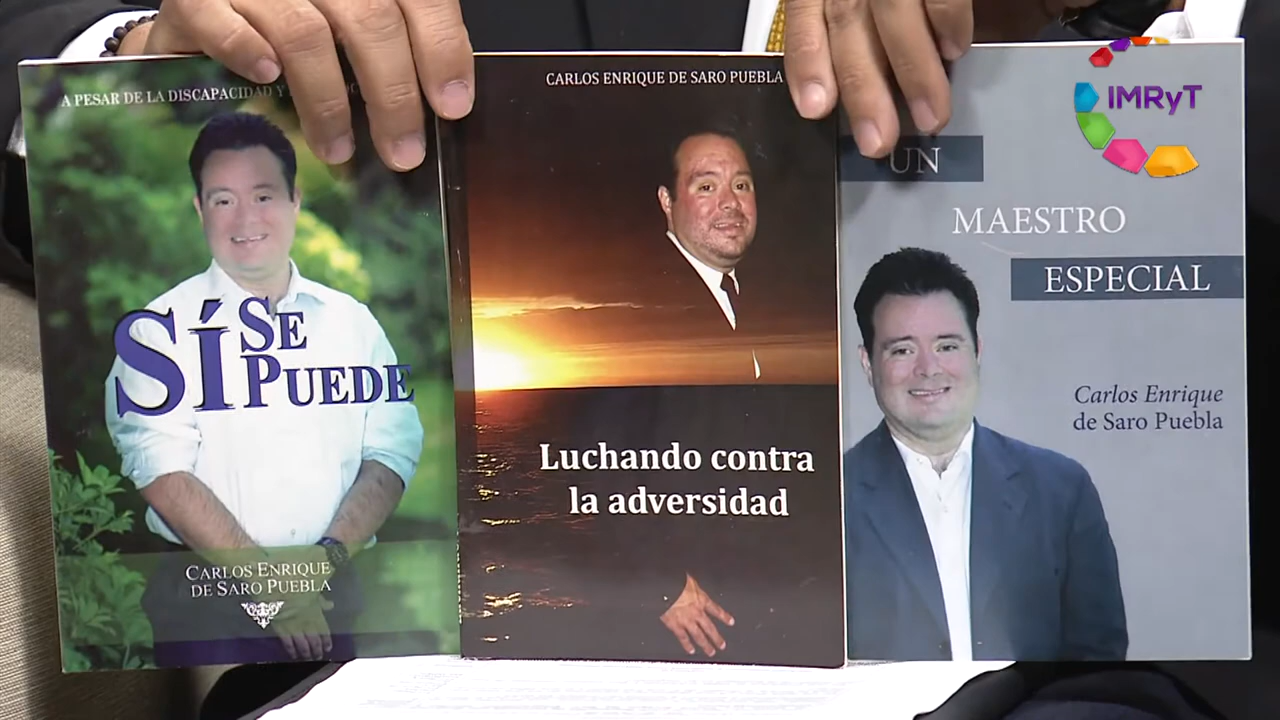 A PESAR DE LA DISCAPACIDAD Y
SÍ SE
PUEDE
CARLOS ENRIQUE
DE SARO PUEBLA
CARLOS ENRIQUE DE SARO PUEBLA
Luchando contra
la adversidad
UN
MAESTRO
ESPECIAL
Carlos Enrique
de Saro Puebla
IMRyT